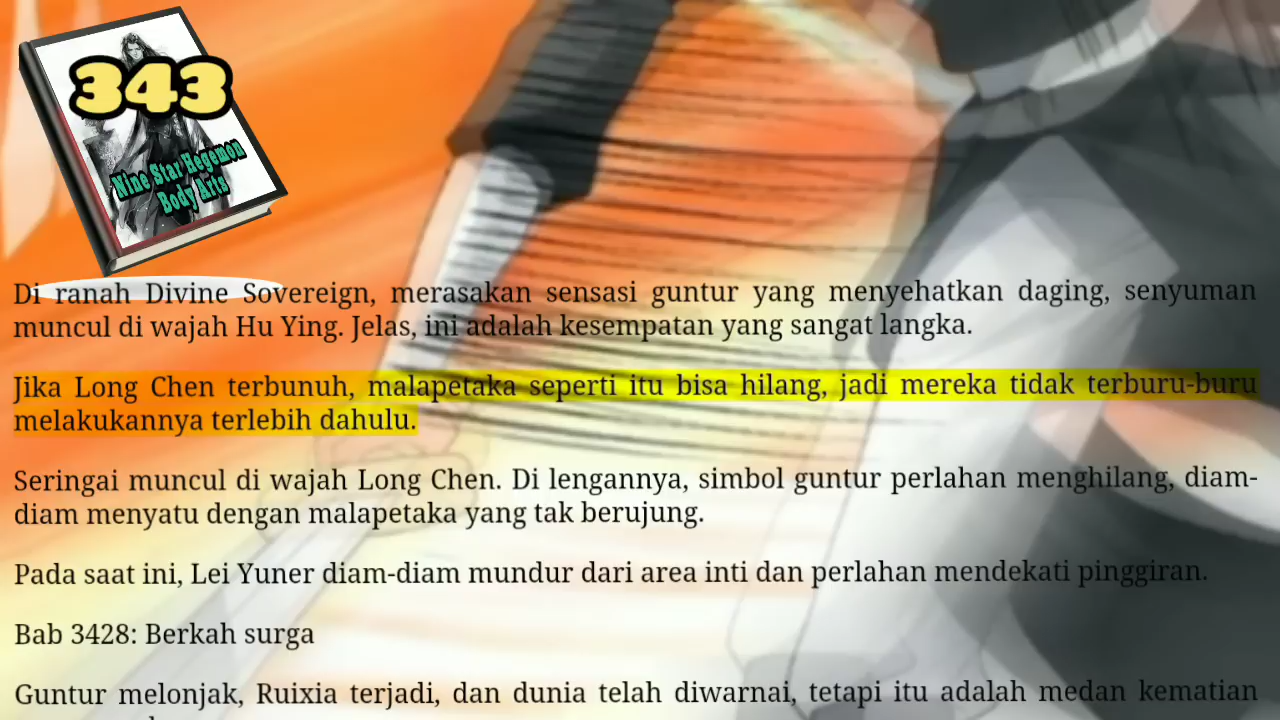 343
Nine Star Hegemon
Body Arts
Di ranah Divine Sovereign, merasakan sensasi guntur yang menyehatkan daging, senyuman
muncul di wajah Hu Ying. Jelas, ini adalah kesempatan yang sangat langka.
Jika Long Chen terbunuh, malapetaka seperti itu bisa hilang, jadi mereka tidak terburu-buru
melakukannya terlebih dahulu.
Seringai muncul di wajah Long Chen. Di lengannya, simbol guntur perlahan menghilang, diam-
diam menyatu dengan malapetaka yang tak berujung.
Pada saat ini, Lei Yuner diam-diam mundur dari area inti dan perlahan mendekati pinggiran.
Bab 3428: Berkah surga
Guntur melonjak, Ruixia terjadi, dan dunia telah diwarnai, tetapi itu adalah medan kematian